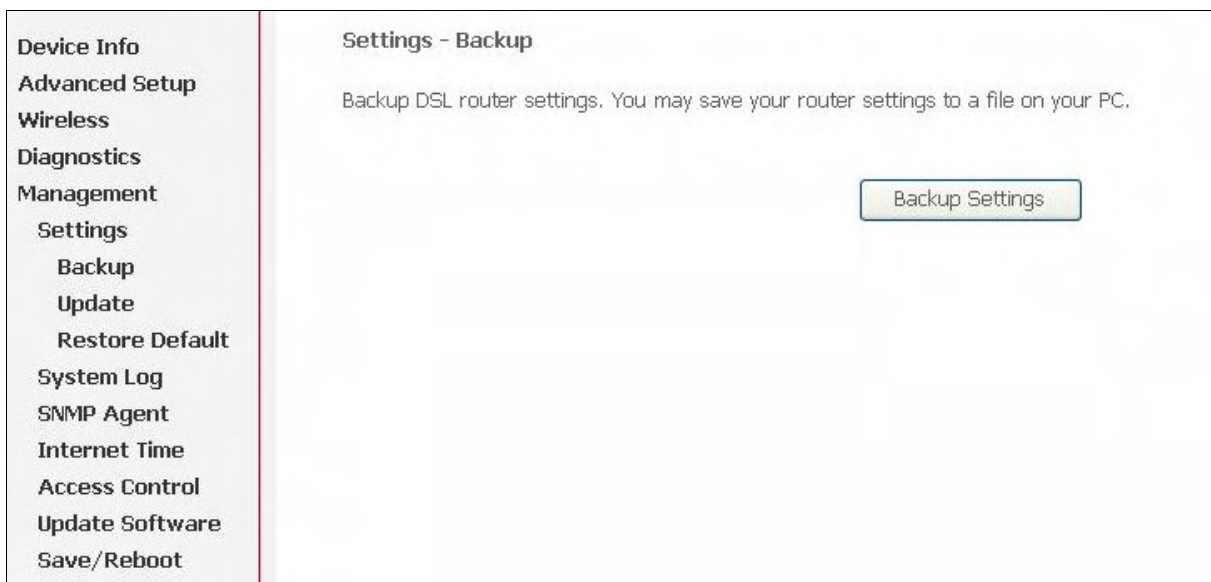 Device Info
Advanced Setup
Wireless
Diagnostics
Management
Settings
Backup
Update
Restore Default
System Log
SNMP Agent
Internet Time
Access Control
Update Software
Save/Reboot
Settings - Backup
Backup DSL router settings. You may save your router settings to a file on your PC.
Backup Settings